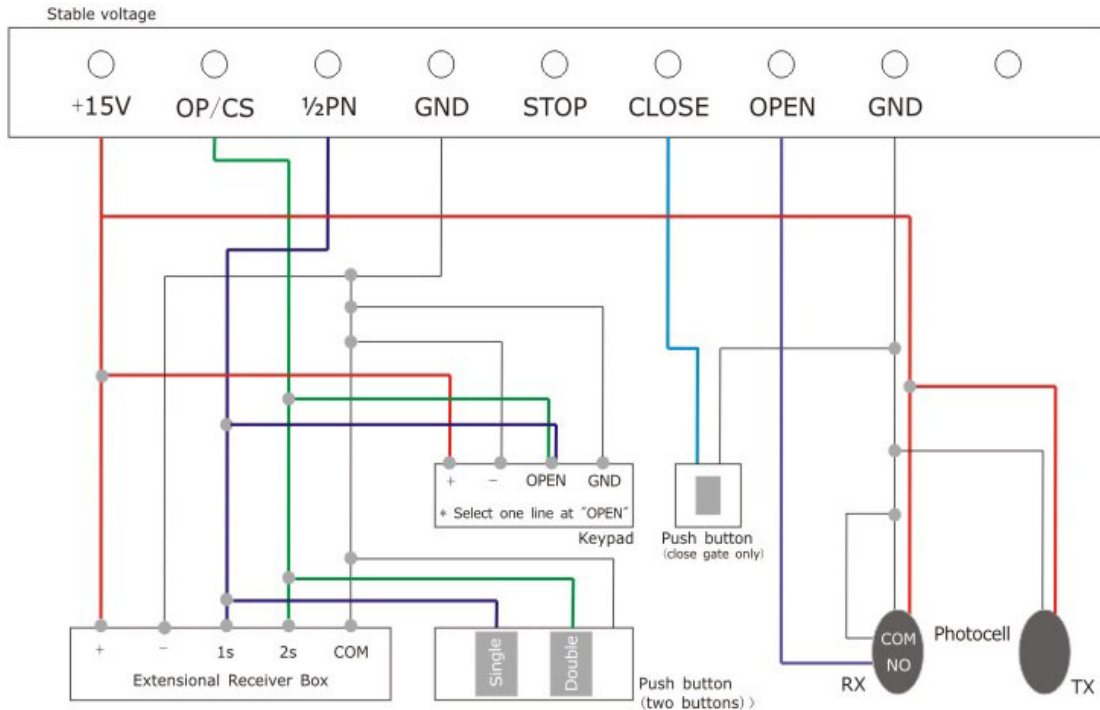 Stable voltage
+15V OP/CS ½PN GND STOP CLOSE OPEN GND
+ − OPEN GND
* Select one line at "OPEN"
Keypad
Push button
(close gate only)
+ − 1s 2s COM
Extensional Receiver Box
Single Double
Push button
(two buttons) )
COM
NO
RX
Photocell
TX